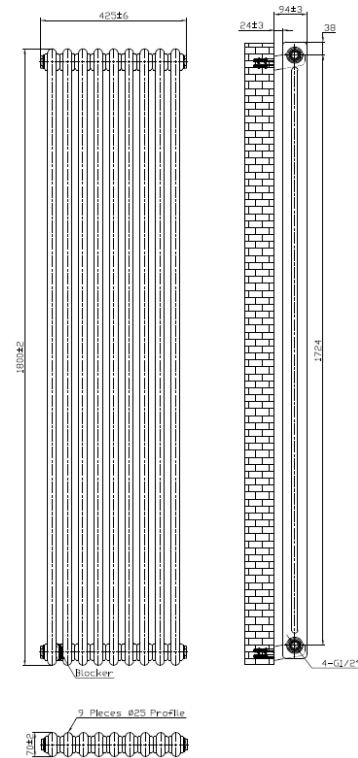 425±6
94±3
24±3
38
1800±2
1724
4-G1/2"
Blocker
9 Pieces Ø25 Profile
70±2